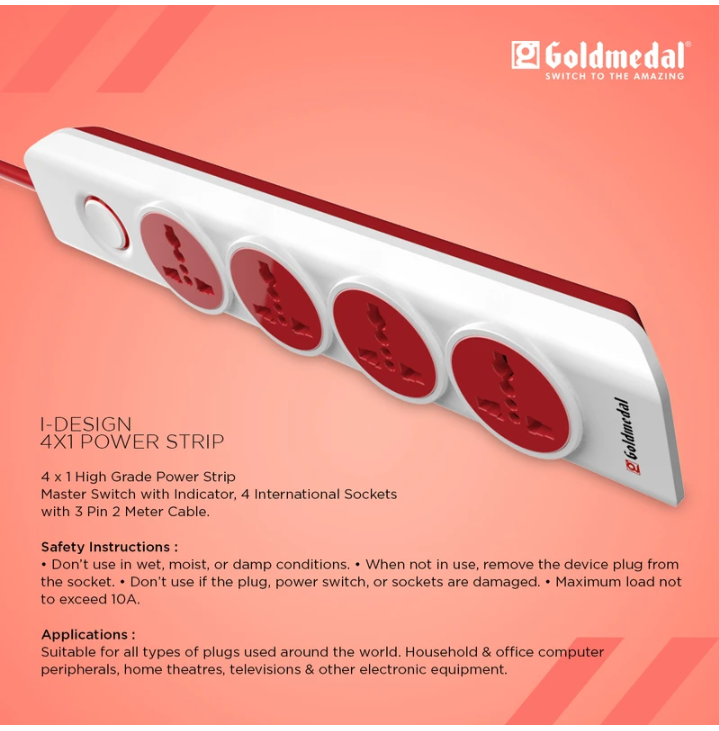 Goldmedal®
SWITCH TO THE AMAZING
Goldmedal
I-DESIGN
4X1 POWER STRIP
4 x 1 High Grade Power Strip
Master Switch with Indicator, 4 International Sockets
with 3 Pin 2 Meter Cable.
Safety Instructions :
• Don't use in wet, moist, or damp conditions. • When not in use, remove the device plug from
the socket. • Don't use if the plug, power switch, or sockets are damaged. • Maximum load not
to exceed 10A.
Applications :
Suitable for all types of plugs used around the world. Household & office computer
peripherals, home theatres, televisions & other electronic equipment.